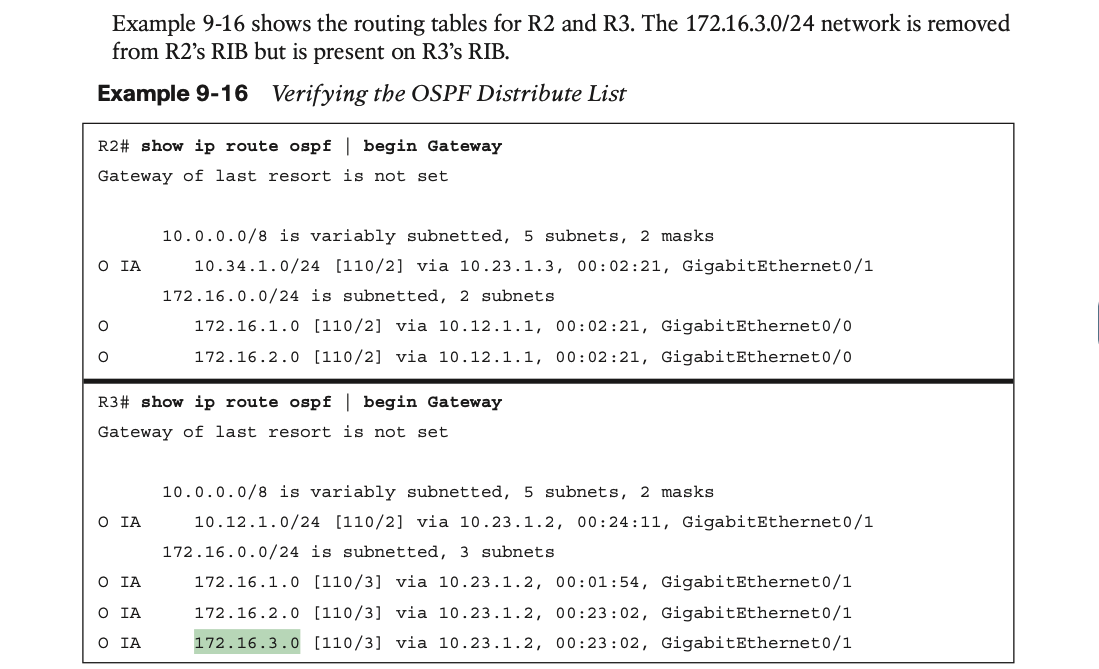 Example 9-16 shows the routing tables for R2 and R3. The 172.16.3.0/24 network is removed
from R2’s RIB but is present on R3’s RIB.
Example 9-16 Verifying the OSPF Distribute List
R2# show ip route ospf | begin Gateway
Gateway of last resort is not set
10.0.0.0/8 is variably subnetted, 5 subnets, 2 masks
O IA 10.34.1.0/24 [110/2] via 10.23.1.3, 00:02:21, GigabitEthernet0/1
172.16.0.0/24 is subnetted, 2 subnets
O 172.16.1.0 [110/2] via 10.12.1.1, 00:02:21, GigabitEthernet0/0
O 172.16.2.0 [110/2] via 10.12.1.1, 00:02:21, GigabitEthernet0/0
R3# show ip route ospf | begin Gateway
Gateway of last resort is not set
10.0.0.0/8 is variably subnetted, 5 subnets, 2 masks
O IA 10.12.1.0/24 [110/2] via 10.23.1.2, 00:24:11, GigabitEthernet0/1
172.16.0.0/24 is subnetted, 3 subnets
O IA 172.16.1.0 [110/3] via 10.23.1.2, 00:01:54, GigabitEthernet0/1
O IA 172.16.2.0 [110/3] via 10.23.1.2, 00:23:02, GigabitEthernet0/1
O IA 172.16.3.0 [110/3] via 10.23.1.2, 00:23:02, GigabitEthernet0/1